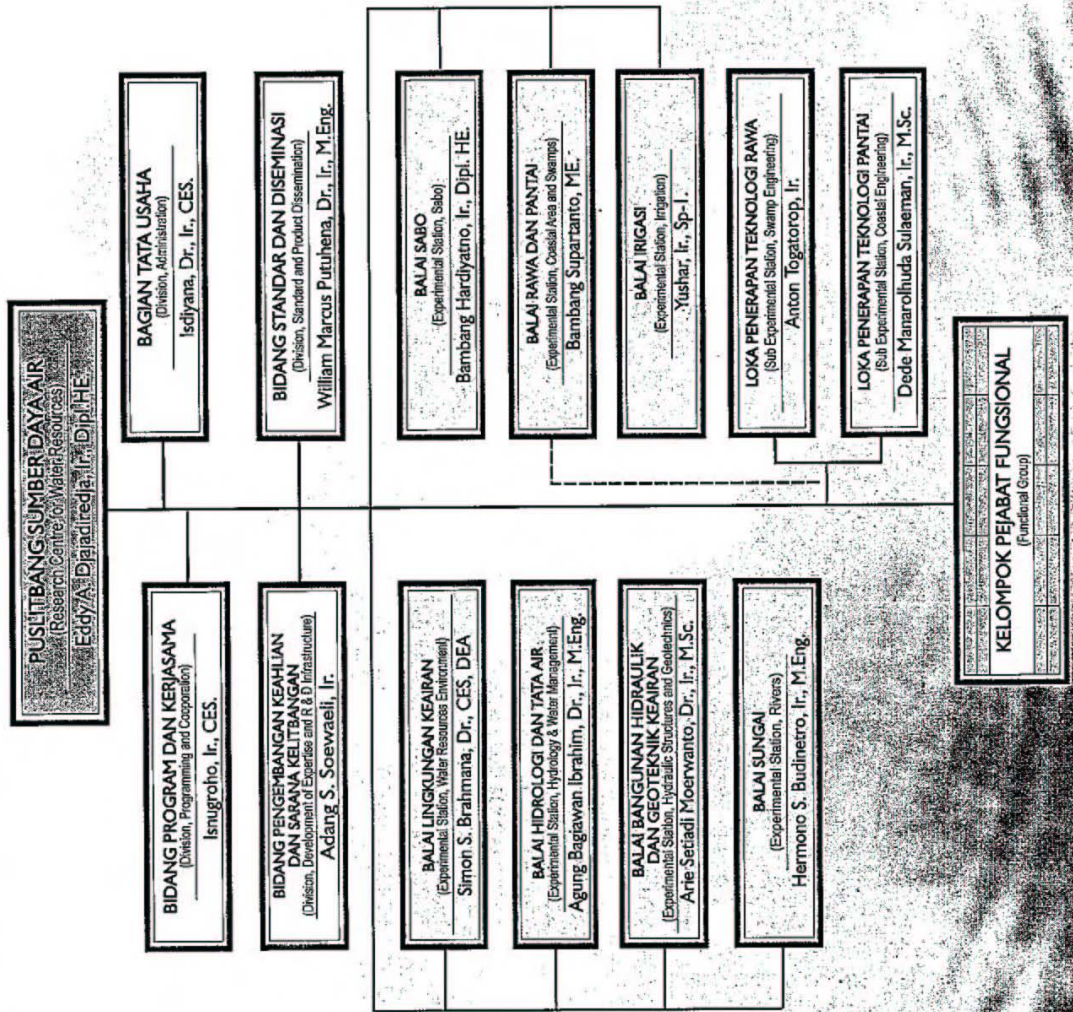 PUSLITBANG SUMBER DAYA AIR
(Research Centre for Water Resources)
Eddy A. Djajadiredja, Ir., Dipl. HE.
BIDANG PROGRAM DAN KERJASAMA
(Division, Programming and Cooporation)
Isnugroho, Ir., CES.
BAGIAN TATA USAHA
(Division, Administration)
Isdiyana, Dr., Ir., CES.
BIDANG PENGEMBANGAN KEAHLIAN
DAN SARANA KELITBANGAN
(Division, Development of Expertise and R & D Infrastructure)
Adang S. Soewaeli, Ir.
BIDANG STANDAR DAN DISEMINASI
(Division, Standard and Product Dissemination)
William Marcus Putuhena, Dr., Ir., M.Eng.
BALAI LINGKUNGAN KEAIRAN
(Experimental Station, Water Resources Environment)
Simon S. Brahmana, Dr., CES, DEA
BALAI HIDROLOGI DAN TATA AIR
(Experimental Station, Hydrology & Water Management)
Agung Bagiawan Ibrahim, Dr., Ir., M.Eng.
BALAI BANGUNAN HIDRAULIK
DAN GEOTEKNIK KEAIRAN
(Experimental Station, Hydraulic Structures and Geotechnics)
Arie Setiadi Moerwanto, Dr., Ir., M.Sc.
BALAI SUNGAI
(Experimental Station, Rivers)
Hermono S. Budinetro, Ir., M.Eng.
BALAI SABO
(Experimental Station, Sabo)
Bambang Hardiyatno, Ir., Dipl. HE.
BALAI RAWA DAN PANTAI
(Experimental Station, Coastal Area and Swamps)
Bambang Supartanto, ME.
BALAI IRIGASI
(Experimental Station, Irrigation)
Yushar, Ir., Sp-1.
LOKA PENERAPAN TEKNOLOGI RAWA
(Sub Experimental Station, Swamp Engineering)
Anton Togatorop, Ir.
LOKA PENERAPAN TEKNOLOGI PANTAI
(Sub Experimental Station, Coastal Engineering)
Dede Manarolhuda Sulaeman, Ir., M.Sc.
KELOMPOK PEJABAT FUNGSIONAL
(Functional Group)